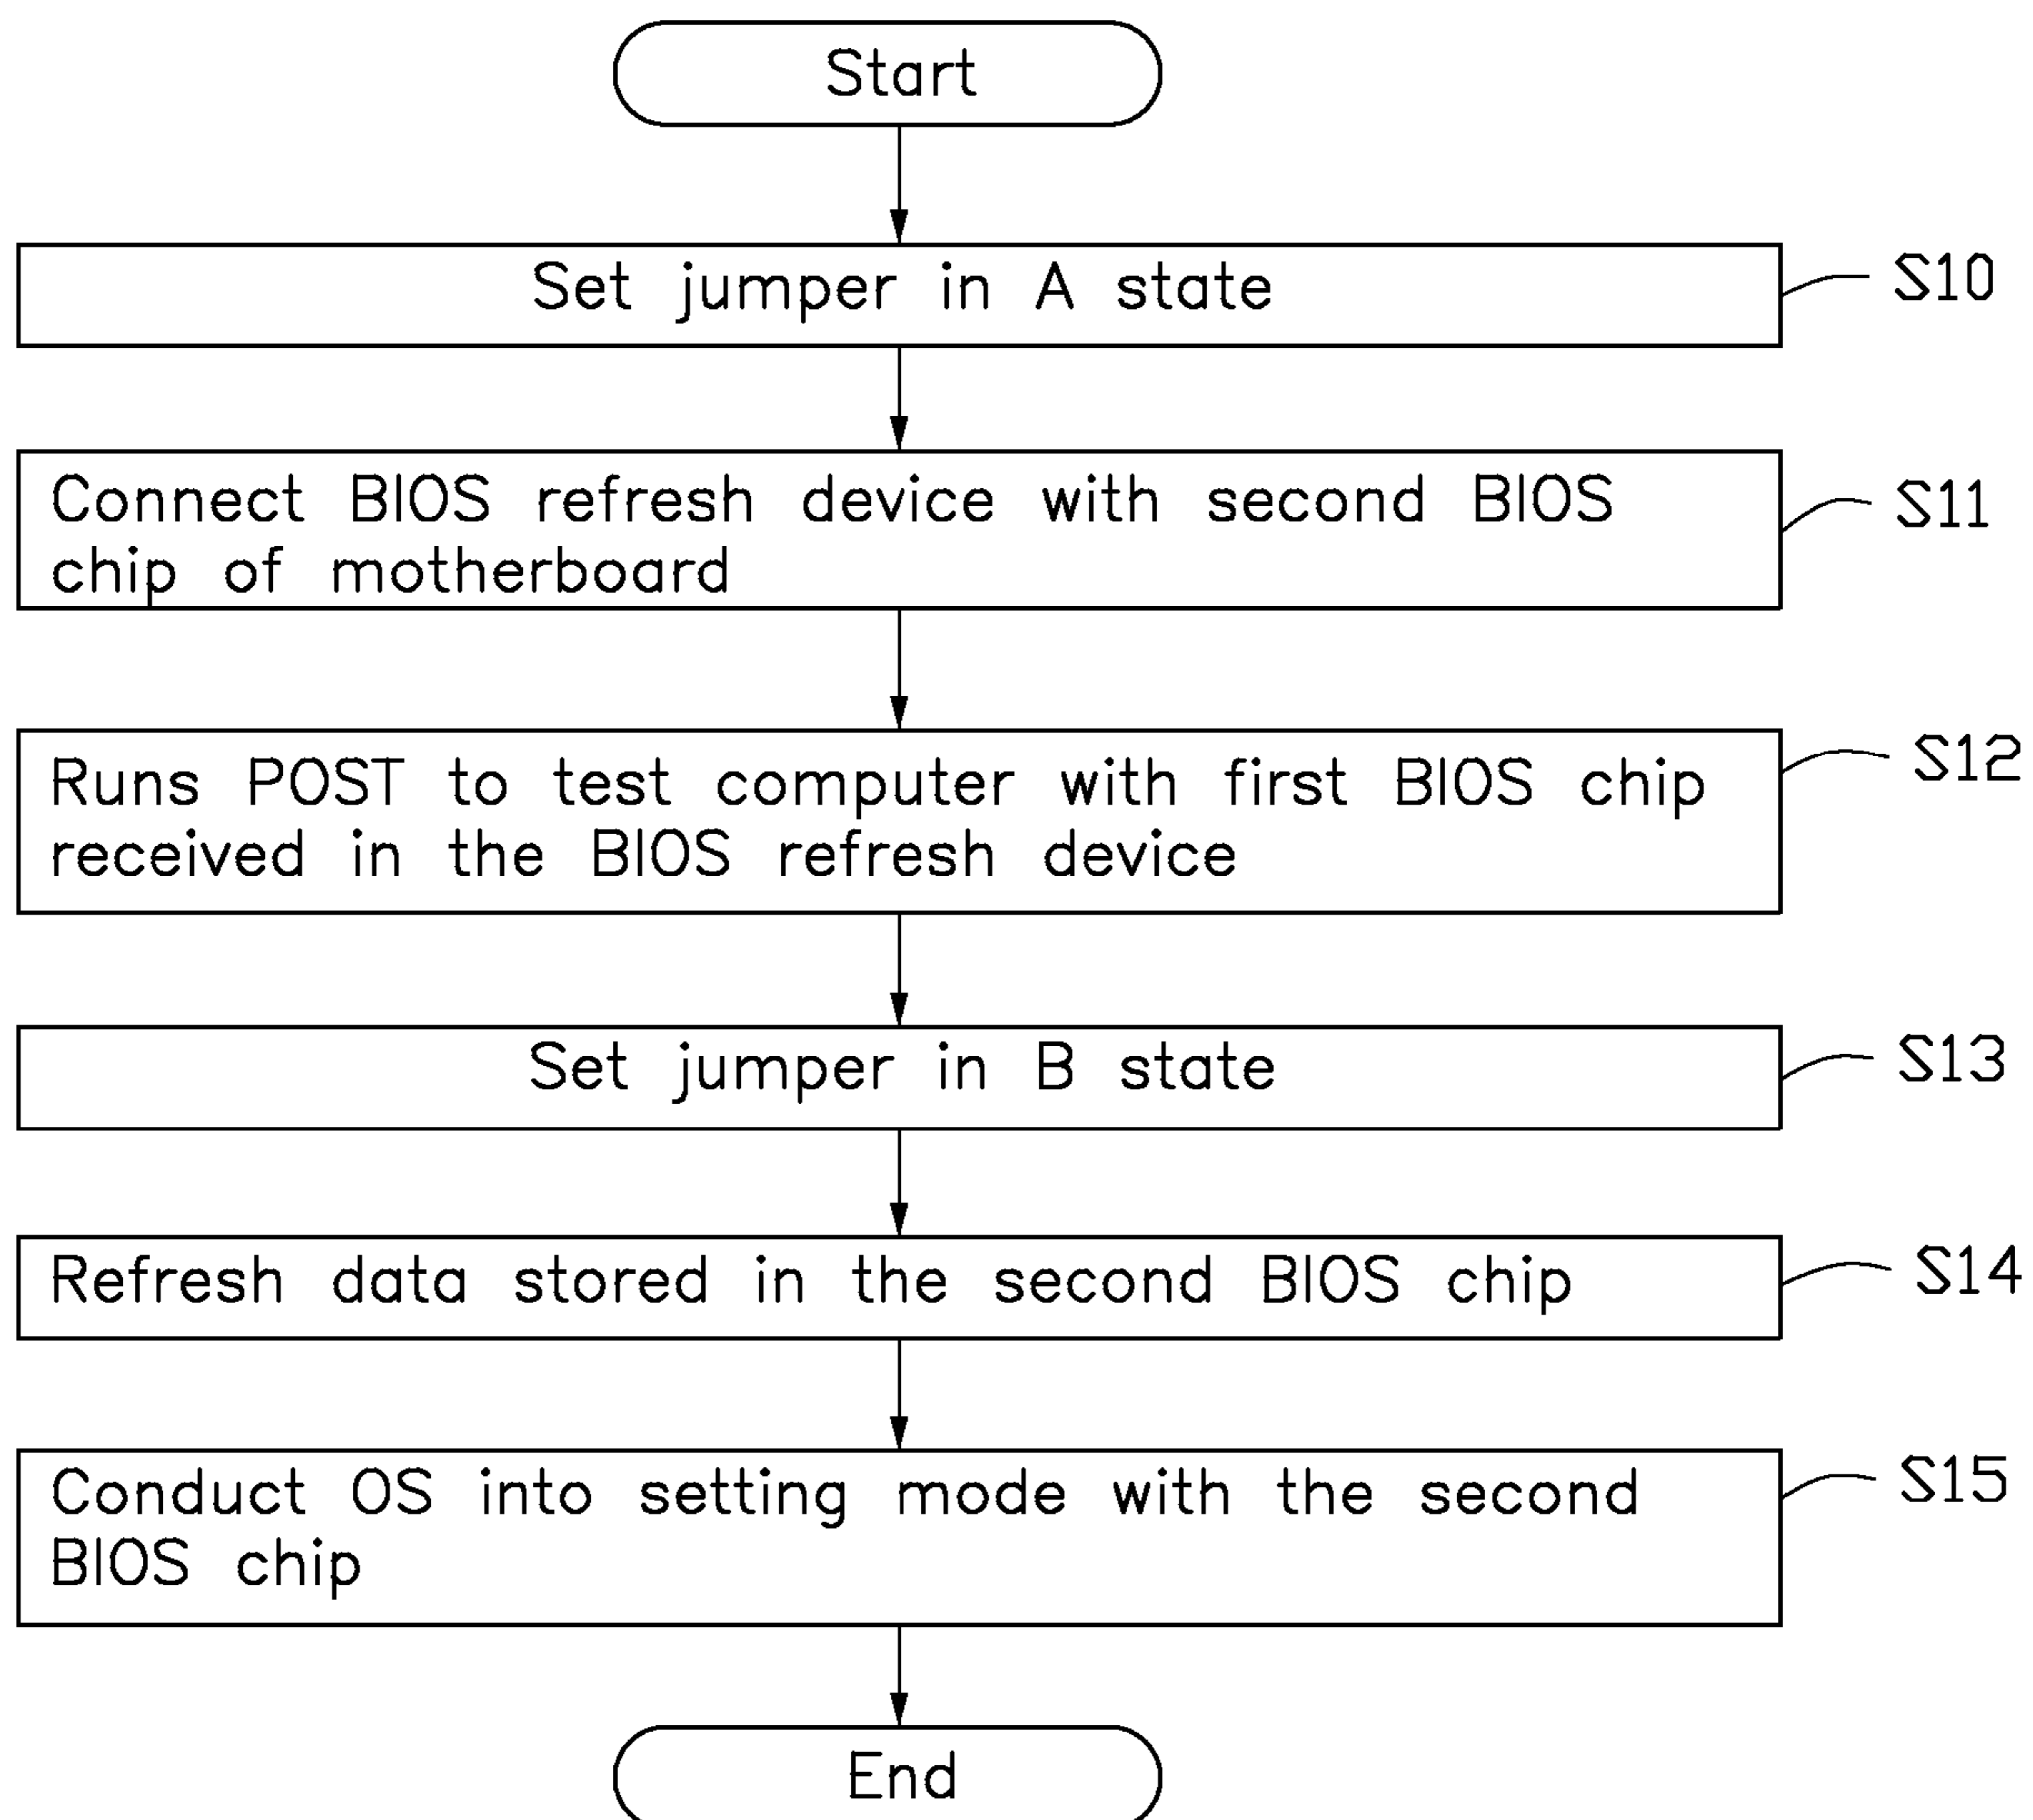 Start
Set jumper in A state
S10
Connect BIOS refresh device with second BIOS
chip of motherboard
S11
Runs POST to test computer with first BIOS chip
received in the BIOS refresh device
S12
Set jumper in B state
S13
Refresh data stored in the second BIOS chip
S14
Conduct OS into setting mode with the second
BIOS chip
S15
End